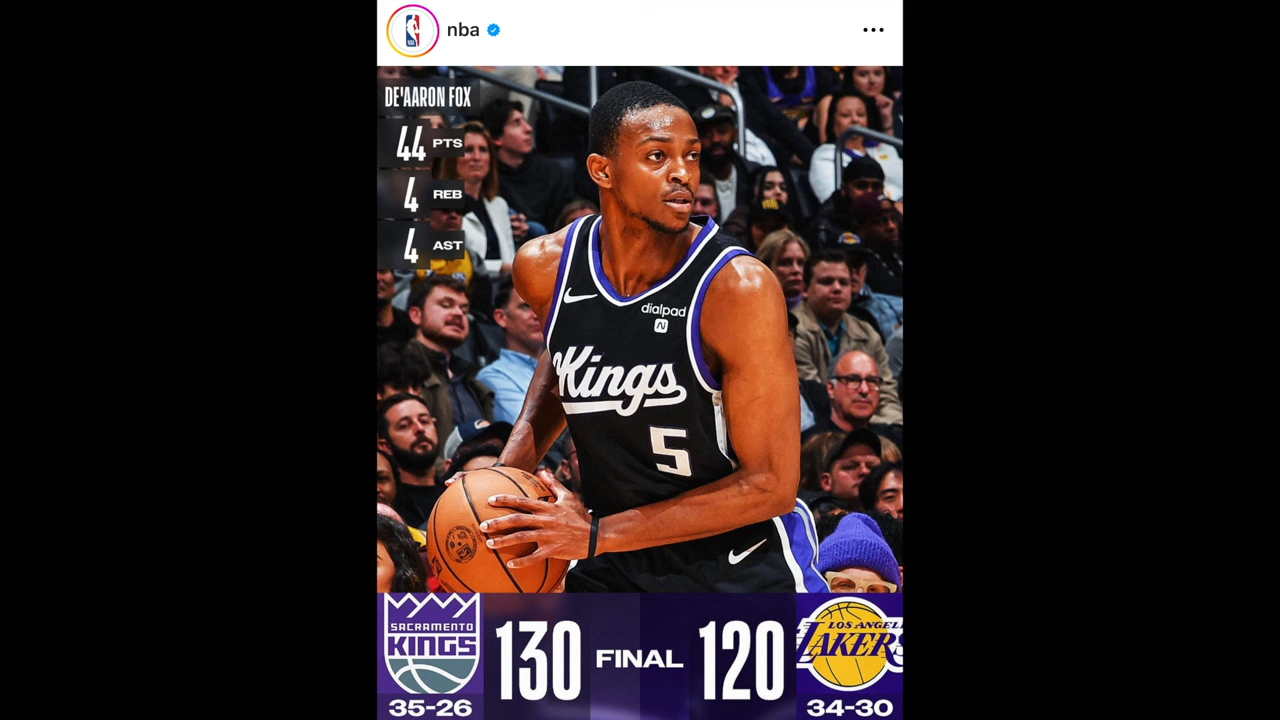 nba
DE'AARON FOX
44 PTS
4 REB
4 AST
dialpad
Kings
5
SACRAMENTO
KINGS
35-26
130
FINAL
120
LOS ANGEL
LAKERS
34-30